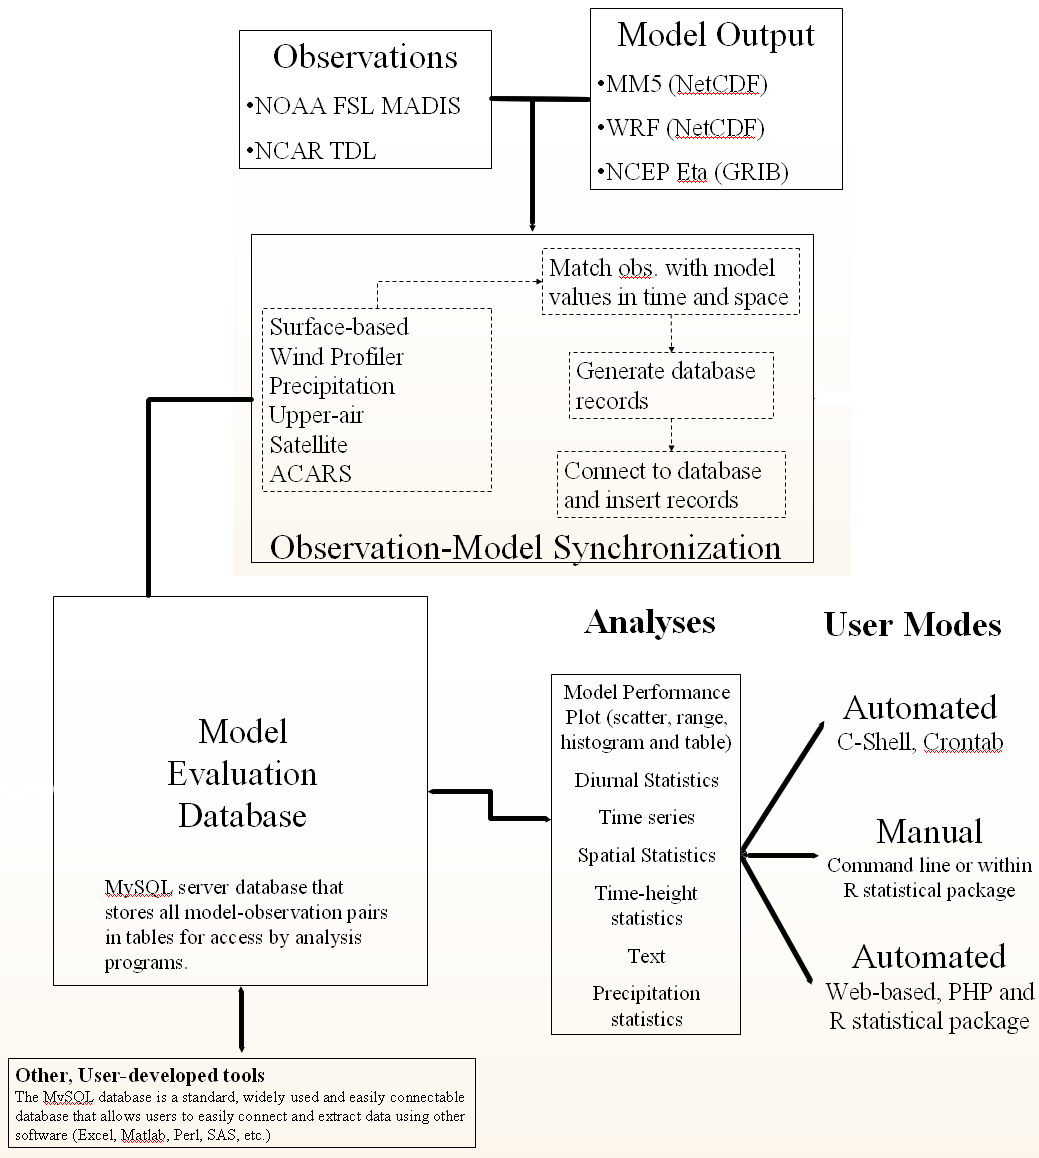 Observations
•NOAA FSL MADIS
•NCAR TDL
Model Output
•MM5 (NetCDF)
•WRF (NetCDF)
•NCEP Eta (GRIB)
Match obs. with model
values in time and space
Surface-based
Wind Profiler
Precipitation
Upper-air
Satellite
ACARS
Generate database
records
Connect to database
and insert records
Observation-Model Synchronization
Model
Evaluation
Database
MySQL server database that
stores all model-observation pairs
in tables for access by analysis
programs.
Analyses
Model Performance
Plot (scatter, range,
histogram and table)
Diurnal Statistics
Time series
Spatial Statistics
Time-height
statistics
Text
Precipitation
statistics
User Modes
Automated
C-Shell, Crontab
Manual
Command line or within
R statistical package
Automated
Web-based, PHP and
R statistical package
Other, User-developed tools
The MySQL database is a standard, widely used and easily connectable
database that allows users to easily connect and extract data using other
software (Excel, Matlab, Perl, SAS, etc.)